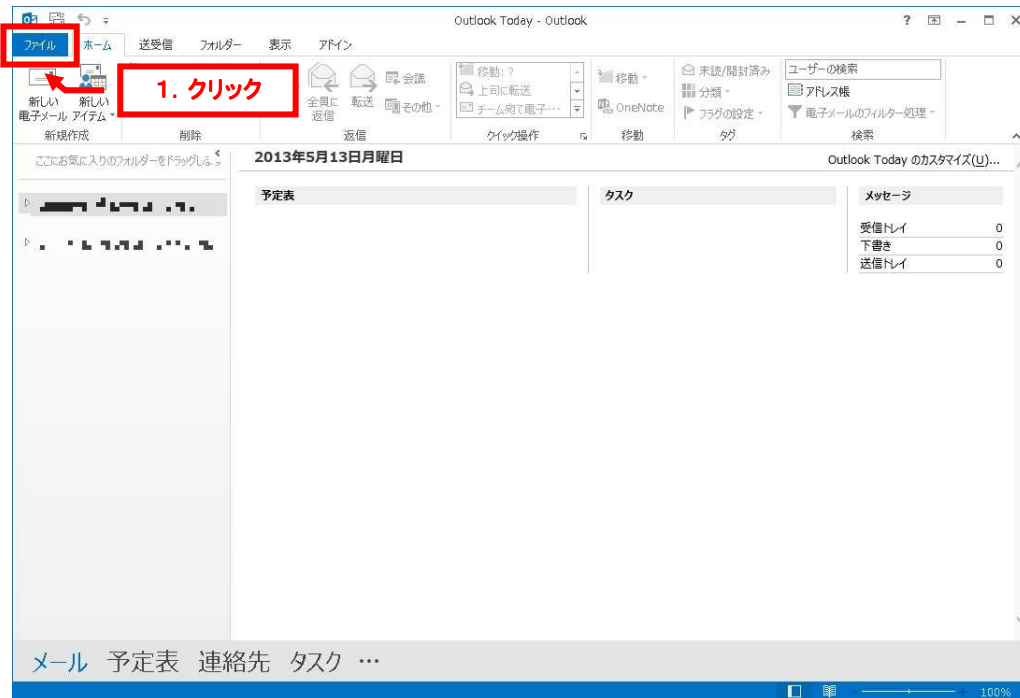 Outlook Today - Outlook
ファイル ホーム 送受信 フォルダー 表示 アドイン
1. クリック
新しい 電子メール
新しい アイテム
新規作成
削除
全員に 返信
転送
会議
その他
返信
移動: ?
上司に転送
チーム宛て電子…
クイック操作
移動
OneNote
移動
未読/開封済み
分類
フラグの設定
タグ
ユーザーの検索
アドレス帳
電子メールのフィルター処理
検索
ここにお気に入りのフォルダーをドラッグしま
2013年5月13日月曜日
Outlook Today のカスタマイズ(U)...
予定表
タスク
メッセージ
受信トレイ 0
下書き 0
送信トレイ 0
メール 予定表 連絡先 タスク …
100%